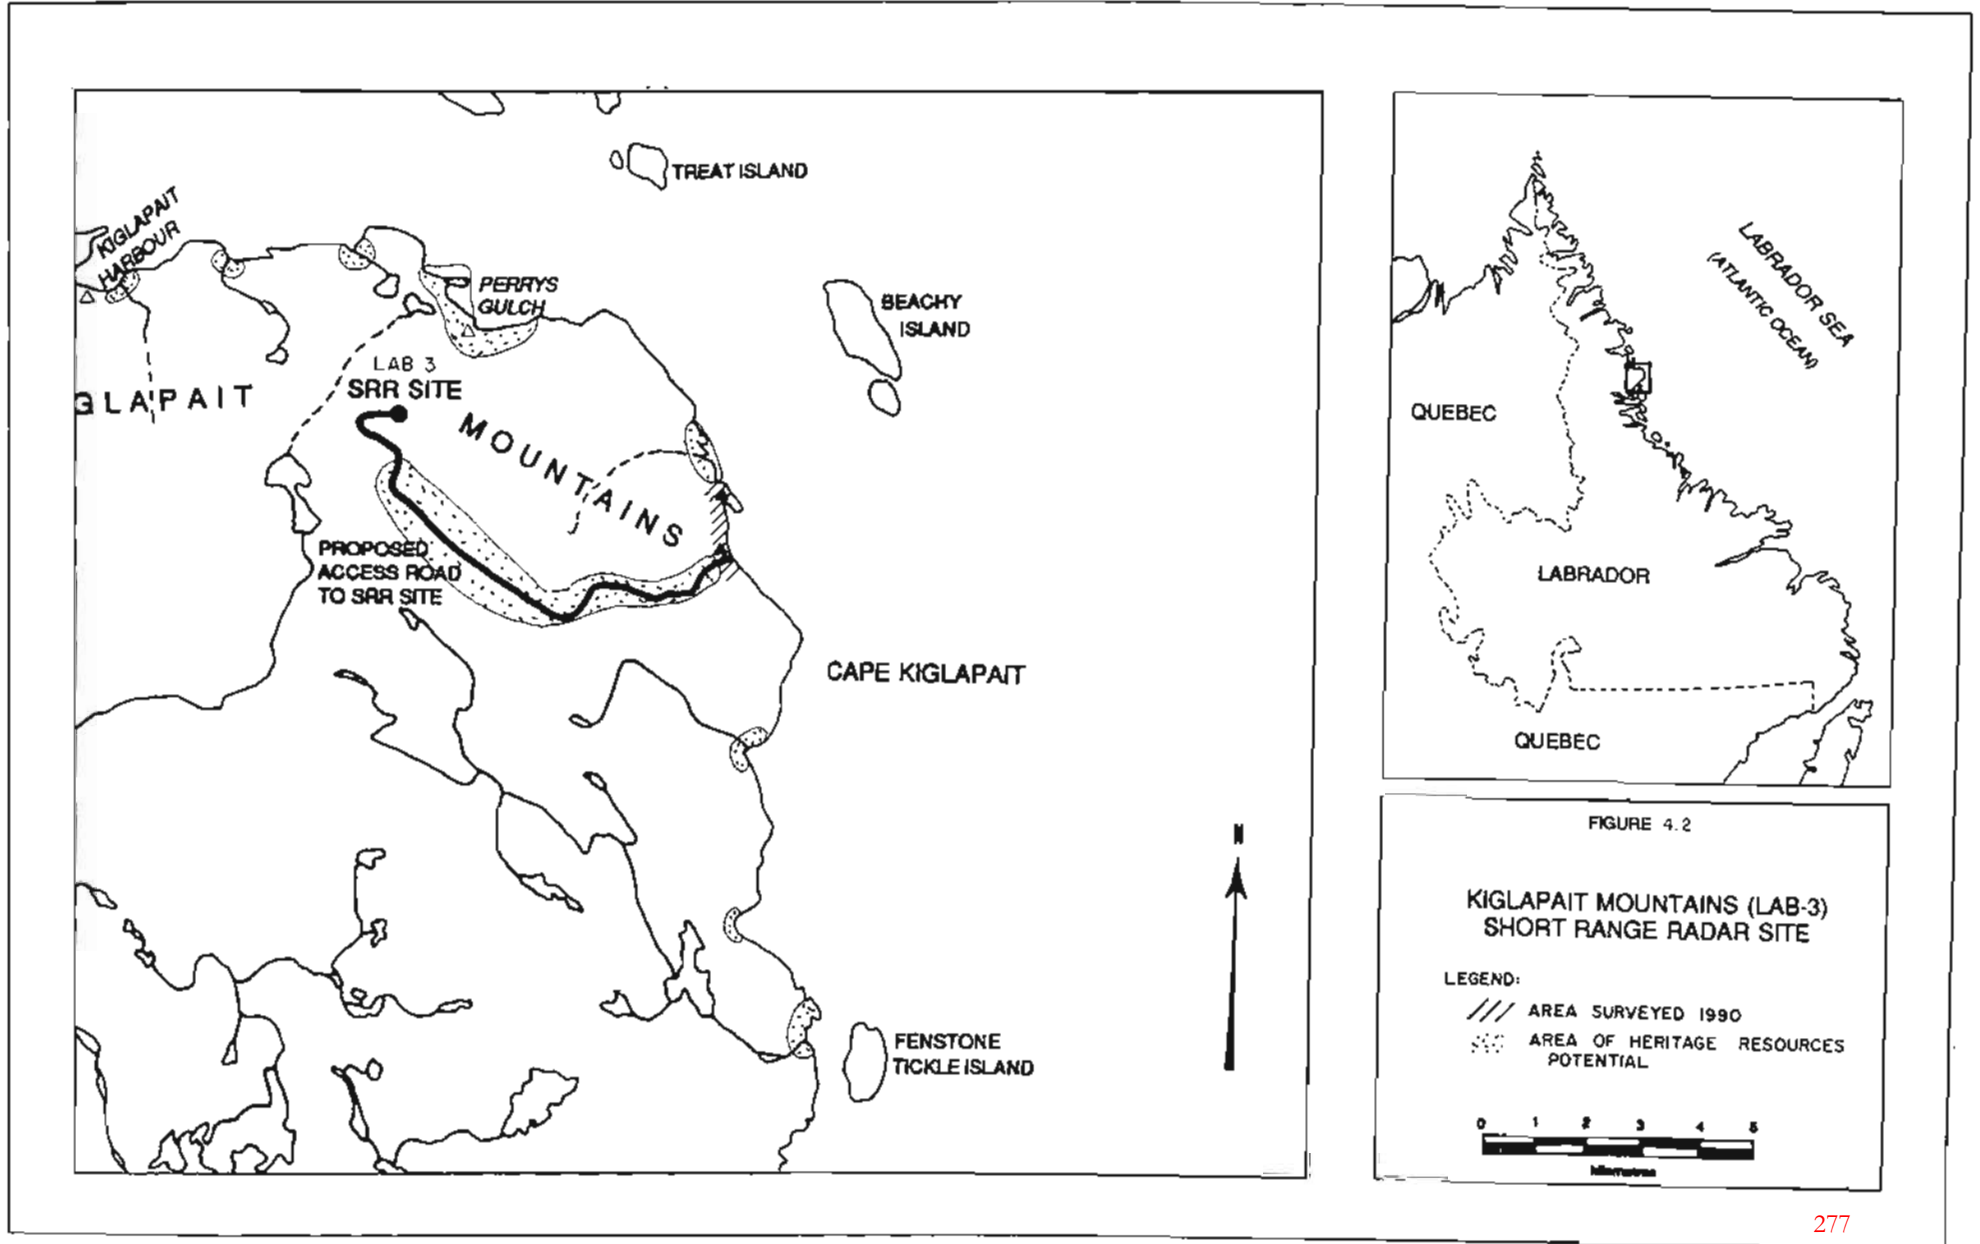 TREAT ISLAND
KIGLAPAIT
HARBOUR
PERRYS
GULCH
BEACHY
ISLAND
LAB 3
SRR SITE
GLAPAIT
MOUNTAINS
PROPOSED
ACCESS ROAD
TO SRR SITE
CAPE KIGLAPAIT
N
FENSTONE
TICKLE ISLAND
LABRADOR SEA
(ATLANTIC OCEAN)
QUEBEC
LABRADOR
QUEBEC
FIGURE 4.2
KIGLAPAIT MOUNTAINS (LAB-3)
SHORT RANGE RADAR SITE
LEGEND:
AREA SURVEYED 1990
AREA OF HERITAGE RESOURCES
POTENTIAL
0 1 2 3 4 5
kilometres
277